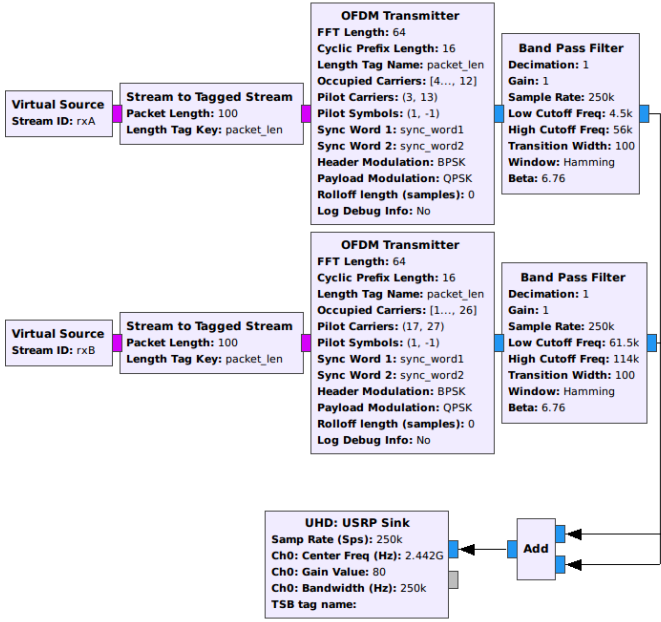 Virtual Source
Stream ID: rxA
Stream to Tagged Stream
Packet Length: 100
Length Tag Key: packet_len
OFDM Transmitter
FFT Length: 64
Cyclic Prefix Length: 16
Length Tag Name: packet_len
Occupied Carriers: [4..., 12]
Pilot Carriers: (3, 13)
Pilot Symbols: (1, -1)
Sync Word 1: sync_word1
Sync Word 2: sync_word2
Header Modulation: BPSK
Payload Modulation: QPSK
Rolloff length (samples): 0
Log Debug Info: No
Band Pass Filter
Decimation: 1
Gain: 1
Sample Rate: 250k
Low Cutoff Freq: 4.5k
High Cutoff Freq: 56k
Transition Width: 100
Window: Hamming
Beta: 6.76
Virtual Source
Stream ID: rxB
Stream to Tagged Stream
Packet Length: 100
Length Tag Key: packet_len
OFDM Transmitter
FFT Length: 64
Cyclic Prefix Length: 16
Length Tag Name: packet_len
Occupied Carriers: [1..., 26]
Pilot Carriers: (17, 27)
Pilot Symbols: (1, -1)
Sync Word 1: sync_word1
Sync Word 2: sync_word2
Header Modulation: BPSK
Payload Modulation: QPSK
Rolloff length (samples): 0
Log Debug Info: No
Band Pass Filter
Decimation: 1
Gain: 1
Sample Rate: 250k
Low Cutoff Freq: 61.5k
High Cutoff Freq: 114k
Transition Width: 100
Window: Hamming
Beta: 6.76
UHD: USRP Sink
Samp Rate (Sps): 250k
Ch0: Center Freq (Hz): 2.442G
Ch0: Gain Value: 80
Ch0: Bandwidth (Hz): 250k
TSB tag name:
Add